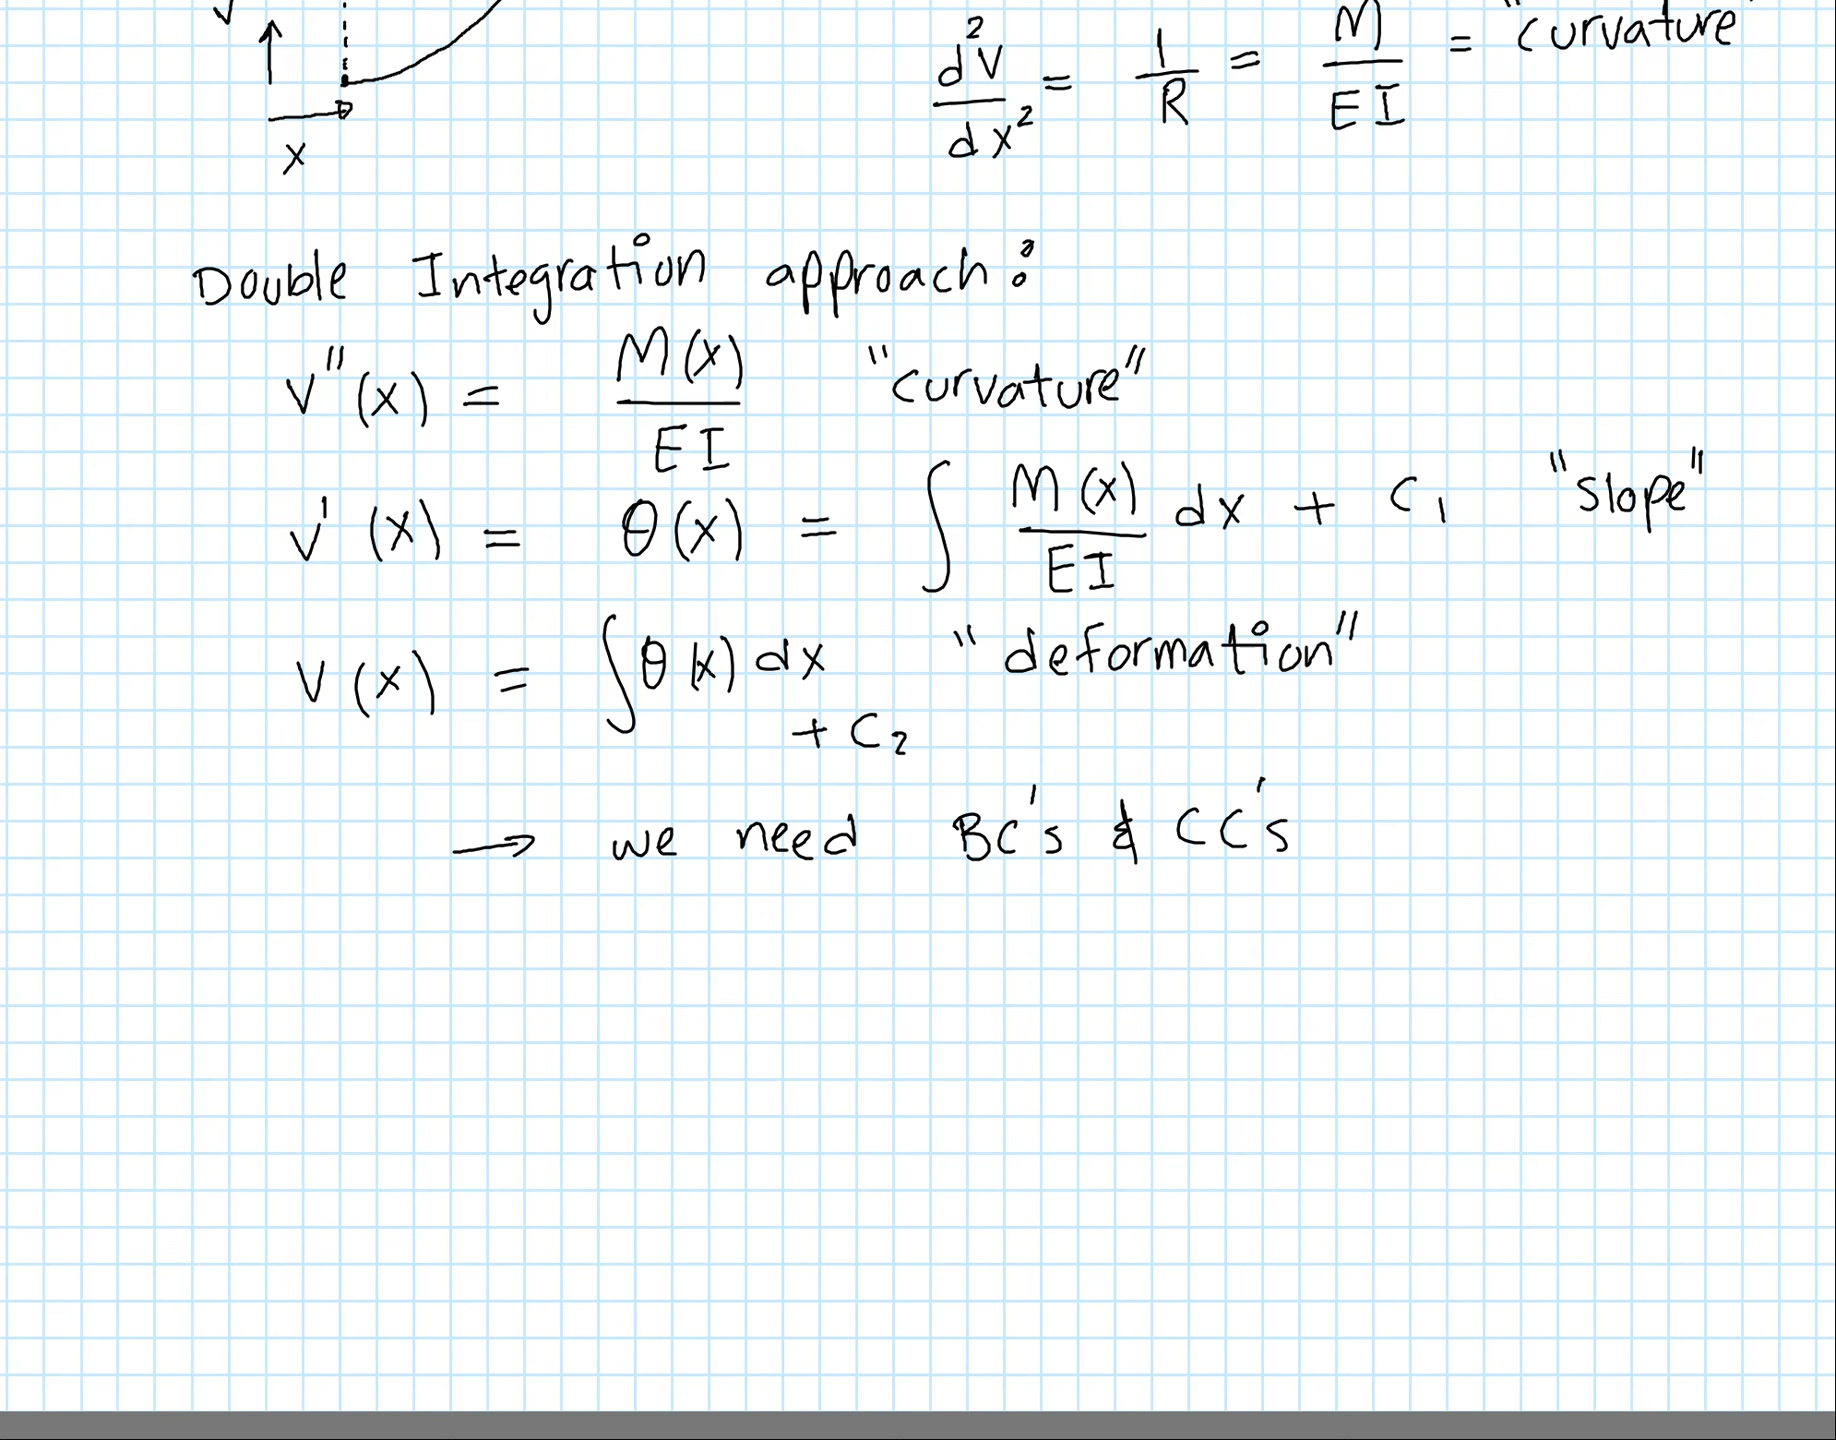 v
x
d²v/dx² = 1/R = M/EI = "curvature"
Double Integration approach:
v''(x) = M(x)/EI "curvature"
v'(x) = θ(x) = ∫ M(x)/EI dx + C₁ "slope"
v(x) = ∫θ(x) dx "deformation"
+ C₂
→ we need BC's & CC's